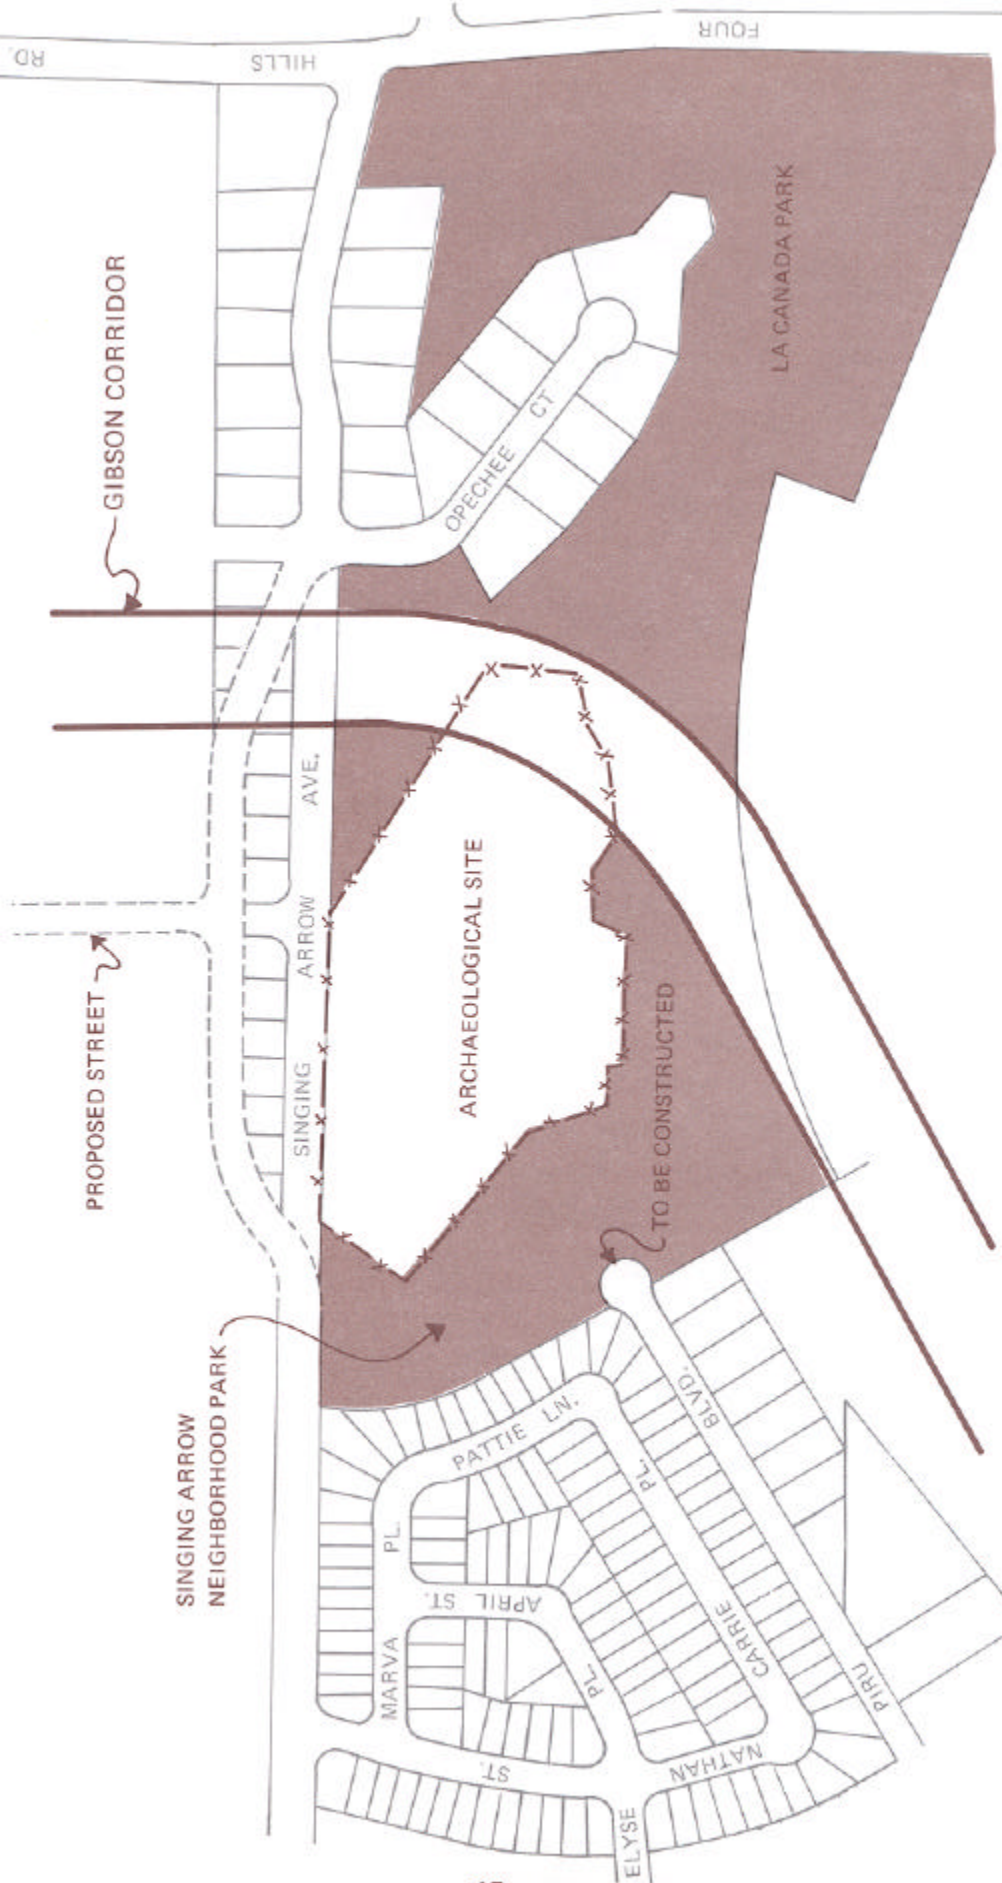 FOUR
HILLS
RD.
LA CANADA PARK
GIBSON CORRIDOR
OPECHEE CT
SINGING ARROW AVE.
ARCHAEOLOGICAL SITE
PROPOSED STREET
TO BE CONSTRUCTED
SINGING ARROW
NEIGHBORHOOD PARK
PATTIE LN.
BLVD.
PIRU
CARRIE PL.
MARVA PL.
APRIL ST.
PL.
NATHAN
ST.
ELYSE